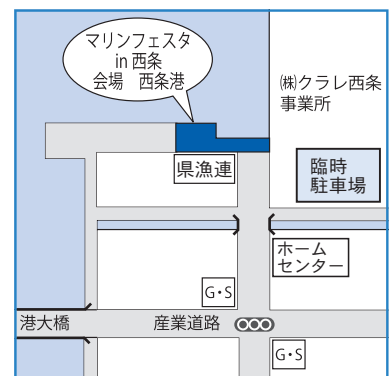 マリンフェスタ
in 西条
会場　西条港
㈱クラレ西条
事業所
県漁連
臨時
駐車場
ホーム
センター
G・S
港大橋
産業道路
G・S